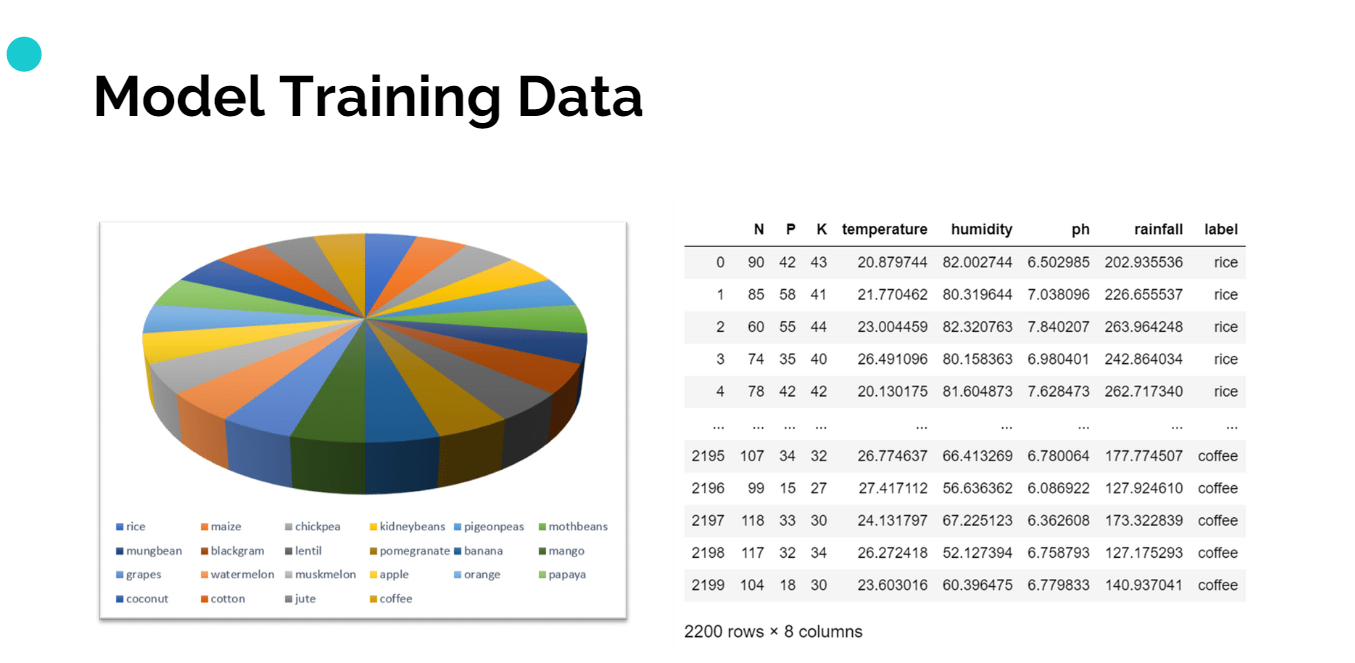 Model Training Data
rice maize chickpea kidneybeans pigeonpeas mothbeans
mungbean blackgram lentil pomegranate banana mango
grapes watermelon muskmelon apple orange papaya
coconut cotton jute coffee
N P K temperature humidity ph rainfall label
0 90 42 43 20.879744 82.002744 6.502985 202.935536 rice
1 85 58 41 21.770462 80.319644 7.038096 226.655537 rice
2 60 55 44 23.004459 82.320763 7.840207 263.964248 rice
3 74 35 40 26.491096 80.158363 6.980401 242.864034 rice
4 78 42 42 20.130175 81.604873 7.628473 262.717340 rice
... ... ... ... ... ... ... ... ...
2195 107 34 32 26.774637 66.413269 6.780064 177.774507 coffee
2196 99 15 27 27.417112 56.636362 6.086922 127.924610 coffee
2197 118 33 30 24.131797 67.225123 6.362608 173.322839 coffee
2198 117 32 34 26.272418 52.127394 6.758793 127.175293 coffee
2199 104 18 30 23.603016 60.396475 6.779833 140.937041 coffee
2200 rows × 8 columns